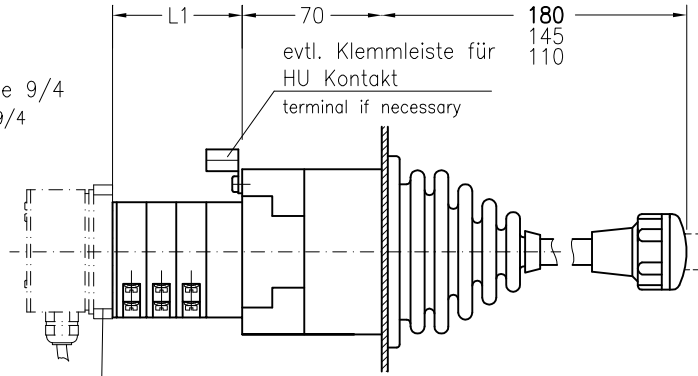 L1
70
180
145
110
evtl. Klemmleiste für
HU Kontakt
terminal if necessary
e 9/4
9/4